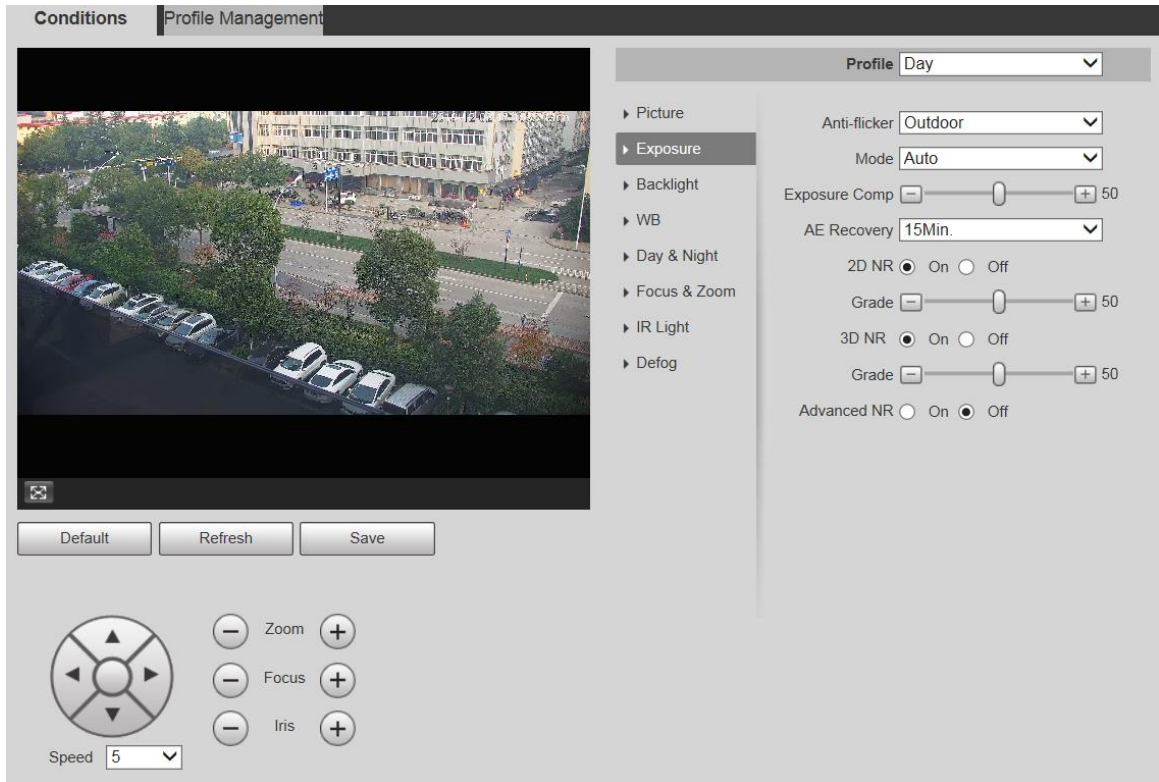 Conditions
Profile Management
Profile Day
Picture
Exposure
Backlight
WB
Day & Night
Focus & Zoom
IR Light
Defog
Anti-flicker Outdoor
Mode Auto
Exposure Comp 50
AE Recovery 15Min.
2D NR On Off
Grade 50
3D NR On Off
Grade 50
Advanced NR On Off
Default Refresh Save
Zoom
Focus
Iris
Speed 5